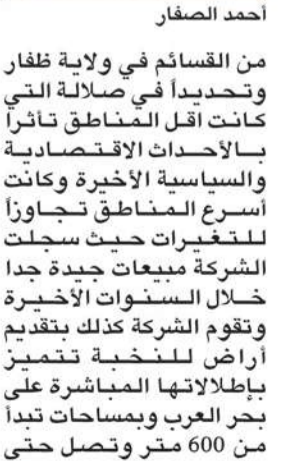 أحمد الصفار
من القسائم في ولاية ظفار
وتحديداً في صلالة التي
كانت اقل المناطق تأثرا
بالأحداث الاقتصادية
والسياسية الأخيرة وكانت
أسرع المناطق تجاوزاً
للتغيرات حيث سجلت
الشركة مبيعات جيدة جدا
خلال السنوات الأخيرة
وتقوم الشركة كذلك بتقديم
أراض للنخبة تتميز
بإطلالاتها المباشرة على
بحر العرب وبمساحات تبدأ
من 600 متر وتصل حتى